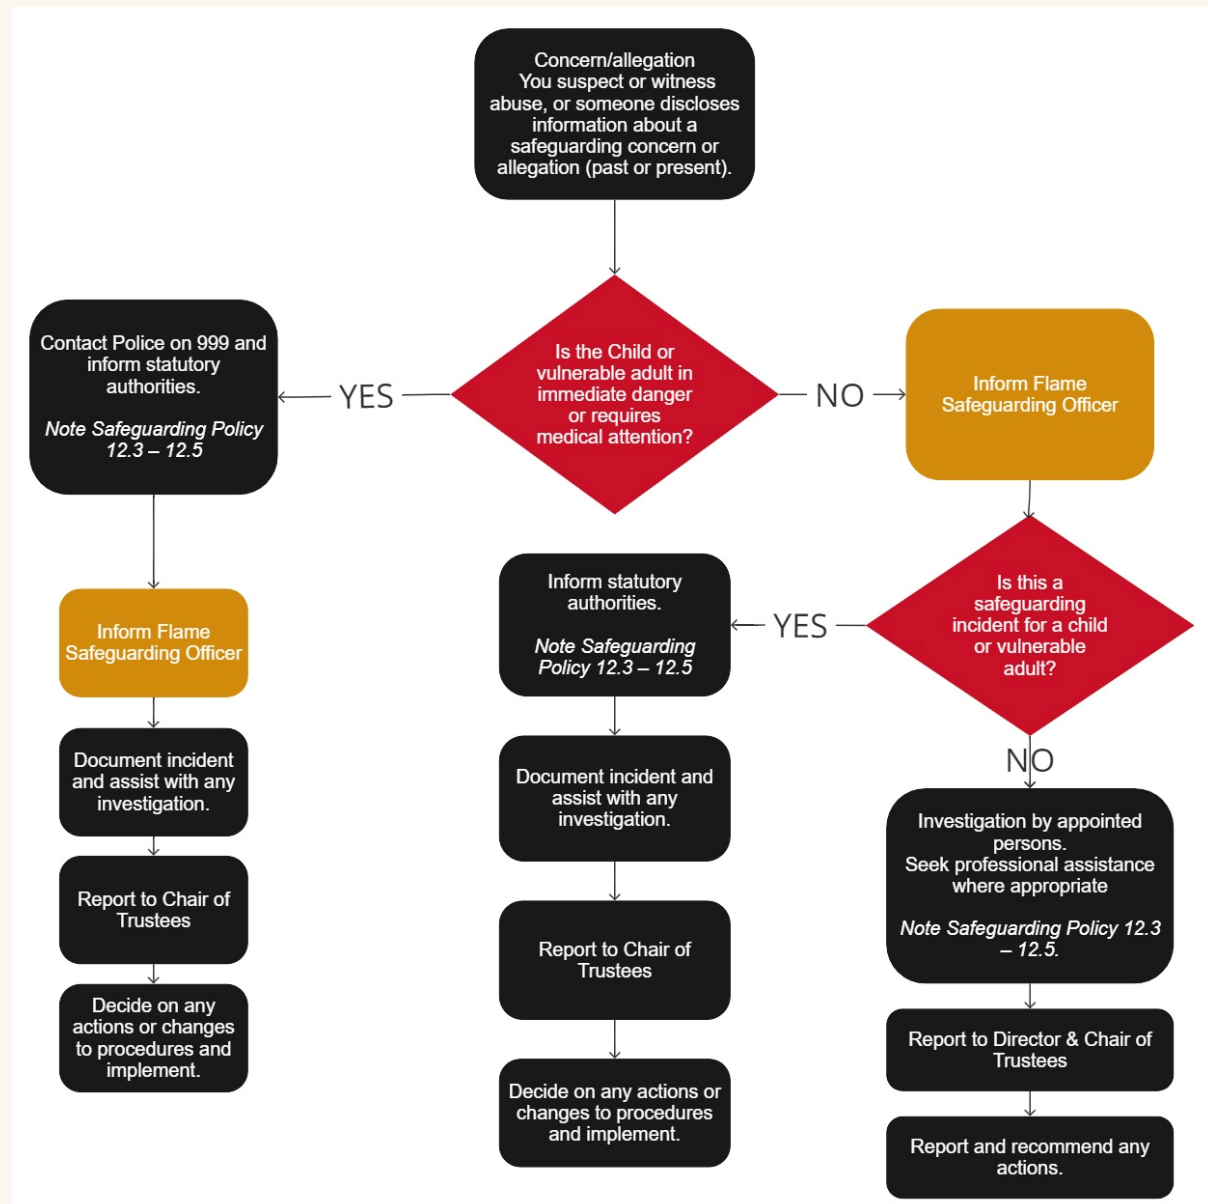 Concern/allegation
You suspect or witness
abuse, or someone discloses
information about a
safeguarding concern or
allegation (past or present).
Is the Child or
vulnerable adult in
immediate danger
or requires
medical attention?
YES
Contact Police on 999 and
inform statutory
authorities.
Note Safeguarding Policy
12.3 – 12.5
Inform Flame
Safeguarding Officer
Document incident
and assist with any
investigation.
Report to Chair of
Trustees
Decide on any
actions or changes
to procedures and
implement.
NO
Inform Flame
Safeguarding Officer
Is this a
safeguarding
incident for a child
or vulnerable
adult?
YES
Inform statutory
authorities.
Note Safeguarding
Policy 12.3 – 12.5
Document incident and
assist with any
investigation.
Report to Chair of
Trustees
Decide on any actions or
changes to procedures
and implement.
NO
Investigation by appointed
persons.
Seek professional assistance
where appropriate
Note Safeguarding Policy 12.3
– 12.5.
Report to Director & Chair of
Trustees
Report and recommend any
actions.